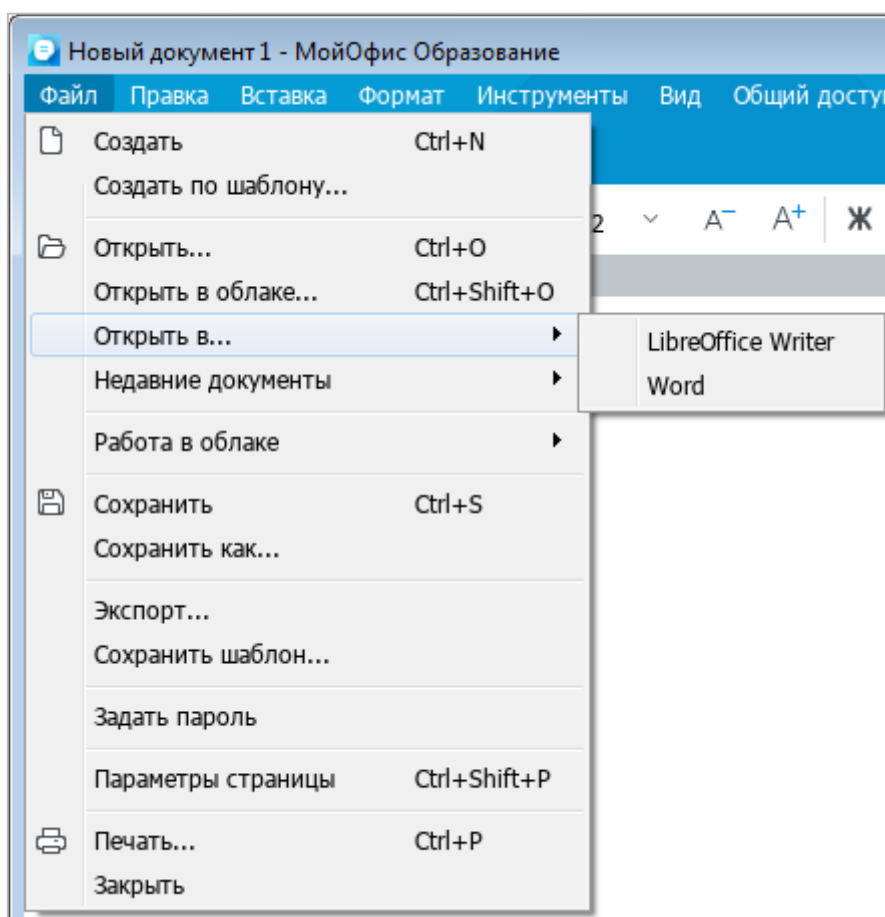 Новый документ 1 - МойОфис Образование
Файл Правка Вставка Формат Инструменты Вид Общий досту
Создать Ctrl+N
Создать по шаблону...
2 A− A+ Ж
Открыть... Ctrl+O
Открыть в облаке... Ctrl+Shift+O
Открыть в...
LibreOffice Writer
Недавние документы
Word
Работа в облаке
Сохранить Ctrl+S
Сохранить как...
Экспорт...
Сохранить шаблон...
Задать пароль
Параметры страницы Ctrl+Shift+P
Печать... Ctrl+P
Закрыть